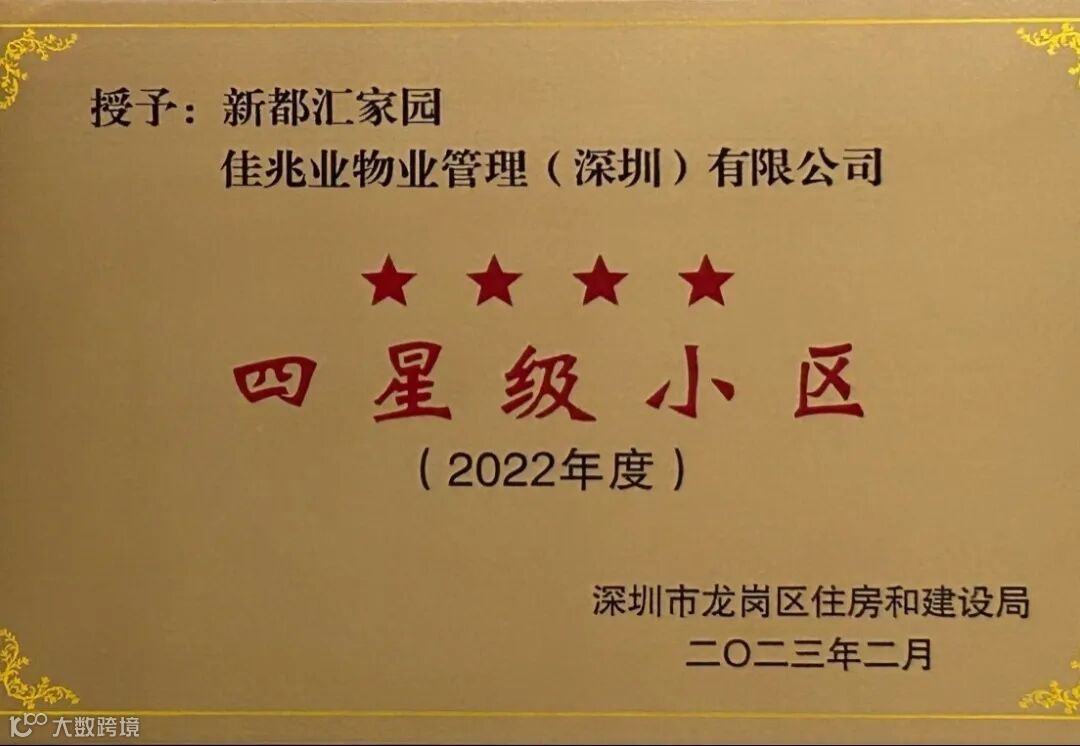 授予：新都汇家园
佳兆业物业管理（深圳）有限公司
四星级小区
（2022年度）
深圳市龙岗区住房和建设局
二〇二三年二月
大数跨境